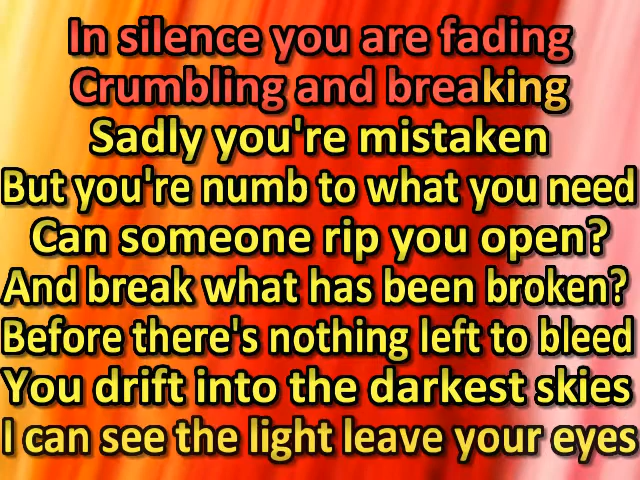 In silence you are fading
Crumbling and breaking
Sadly you're mistaken
But you're numb to what you need
Can someone rip you open?
And break what has been broken?
Before there's nothing left to bleed
You drift into the darkest skies
I can see the light leave your eyes